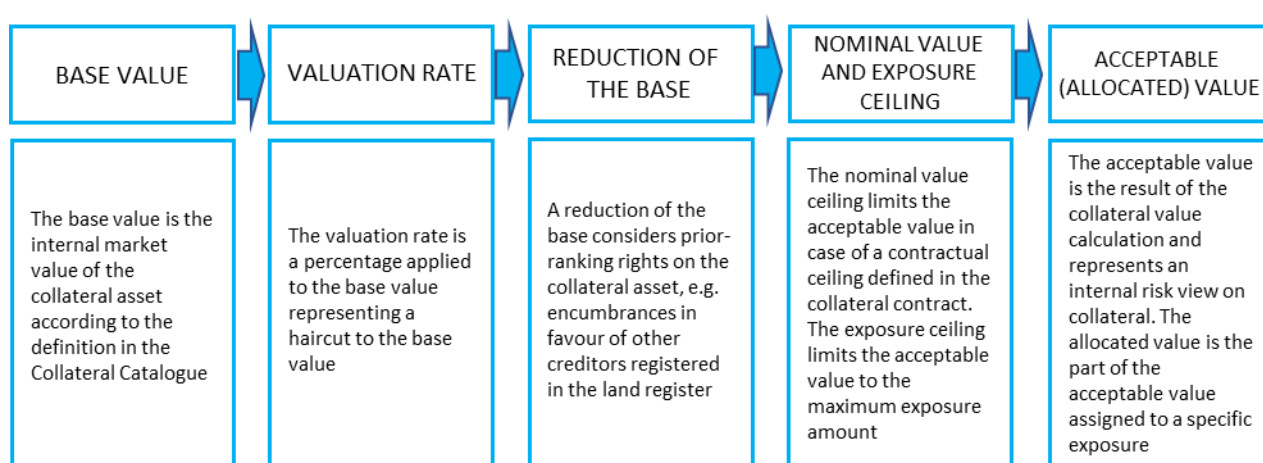 BASE VALUE
VALUATION RATE
REDUCTION OF
THE BASE
NOMINAL VALUE
AND EXPOSURE
CEILING
ACCEPTABLE
(ALLOCATED) VALUE
The base value is the
internal market
value of the
collateral asset
according to the
definition in the
Collateral Catalogue
The valuation rate is
a percentage applied
to the base value
representing a
haircut to the base
value
A reduction of the
base considers prior-
ranking rights on the
collateral asset, e.g.
encumbrances in
favour of other
creditors registered
in the land register
The nominal value
ceiling limits the
acceptable value in
case of a contractual
ceiling defined in the
collateral contract.
The exposure ceiling
limits the acceptable
value to the
maximum exposure
amount
The acceptable value
is the result of the
collateral value
calculation and
represents an
internal risk view on
collateral. The
allocated value is the
part of the
acceptable value
assigned to a specific
exposure